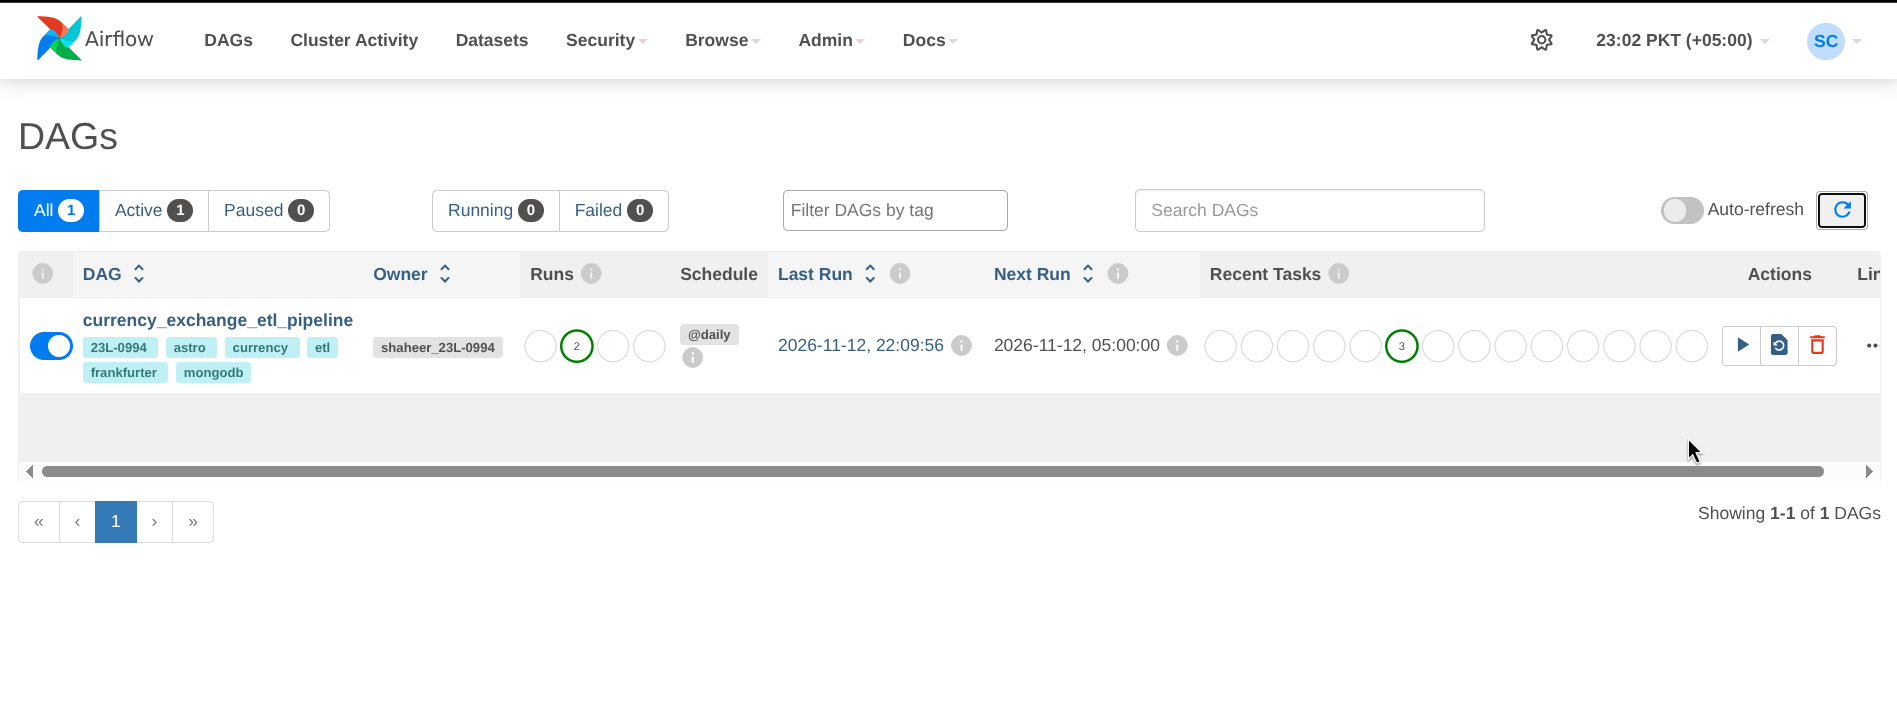 Airflow DAGs Cluster Activity Datasets Security Browse Admin Docs 23:02 PKT (+05:00) SC
DAGs
All 1 Active 1 Paused 0 Running 0 Failed 0 Filter DAGs by tag Search DAGs Auto-refresh
DAG Owner Runs Schedule Last Run Next Run Recent Tasks Actions Lin
currency_exchange_etl_pipeline
23L-0994 astro currency etl
frankfurter mongodb
shaheer_23L-0994
2
@daily
2026-11-12, 22:09:56
2026-11-12, 05:00:00
3
« ‹ 1 › »
Showing 1-1 of 1 DAGs